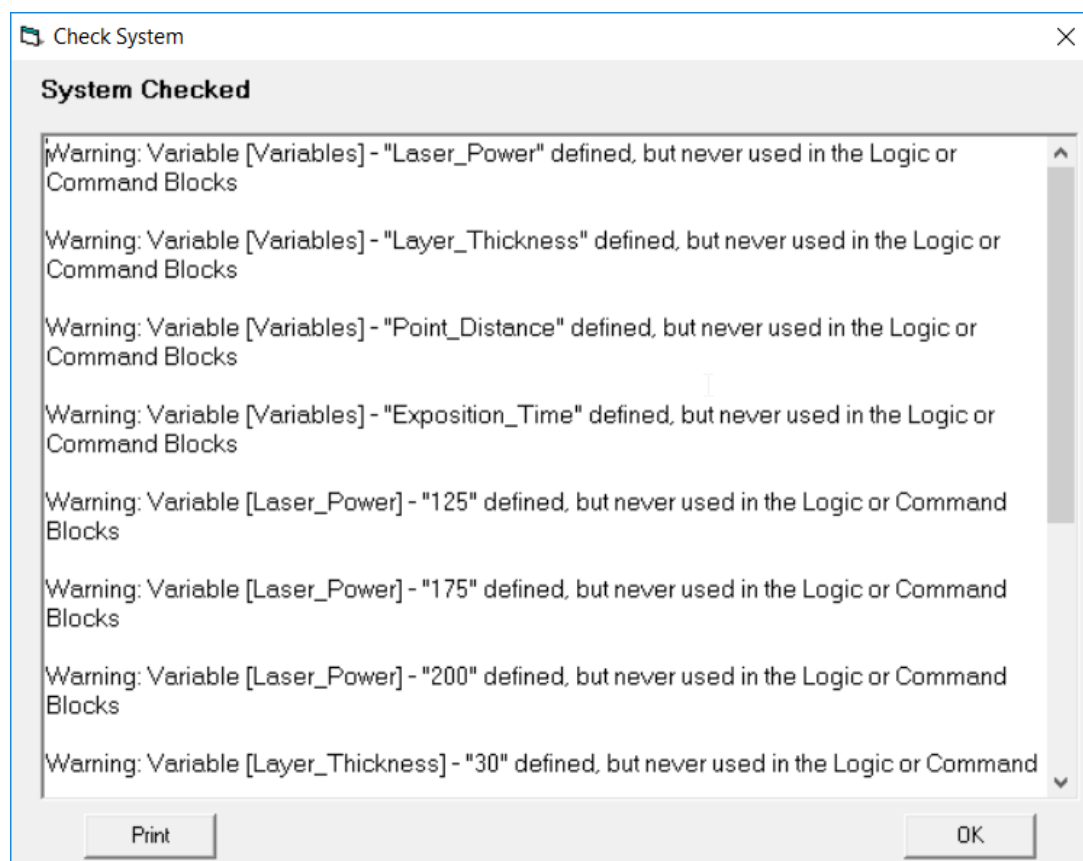 Check System
System Checked
Warning: Variable [Variables] - "Laser_Power" defined, but never used in the Logic or
Command Blocks
Warning: Variable [Variables] - "Layer_Thickness" defined, but never used in the Logic or
Command Blocks
Warning: Variable [Variables] - "Point_Distance" defined, but never used in the Logic or
Command Blocks
Warning: Variable [Variables] - "Exposition_Time" defined, but never used in the Logic or
Command Blocks
Warning: Variable [Laser_Power] - "125" defined, but never used in the Logic or Command
Blocks
Warning: Variable [Laser_Power] - "175" defined, but never used in the Logic or Command
Blocks
Warning: Variable [Laser_Power] - "200" defined, but never used in the Logic or Command
Blocks
Warning: Variable [Layer_Thickness] - "30" defined, but never used in the Logic or Command
Print
OK